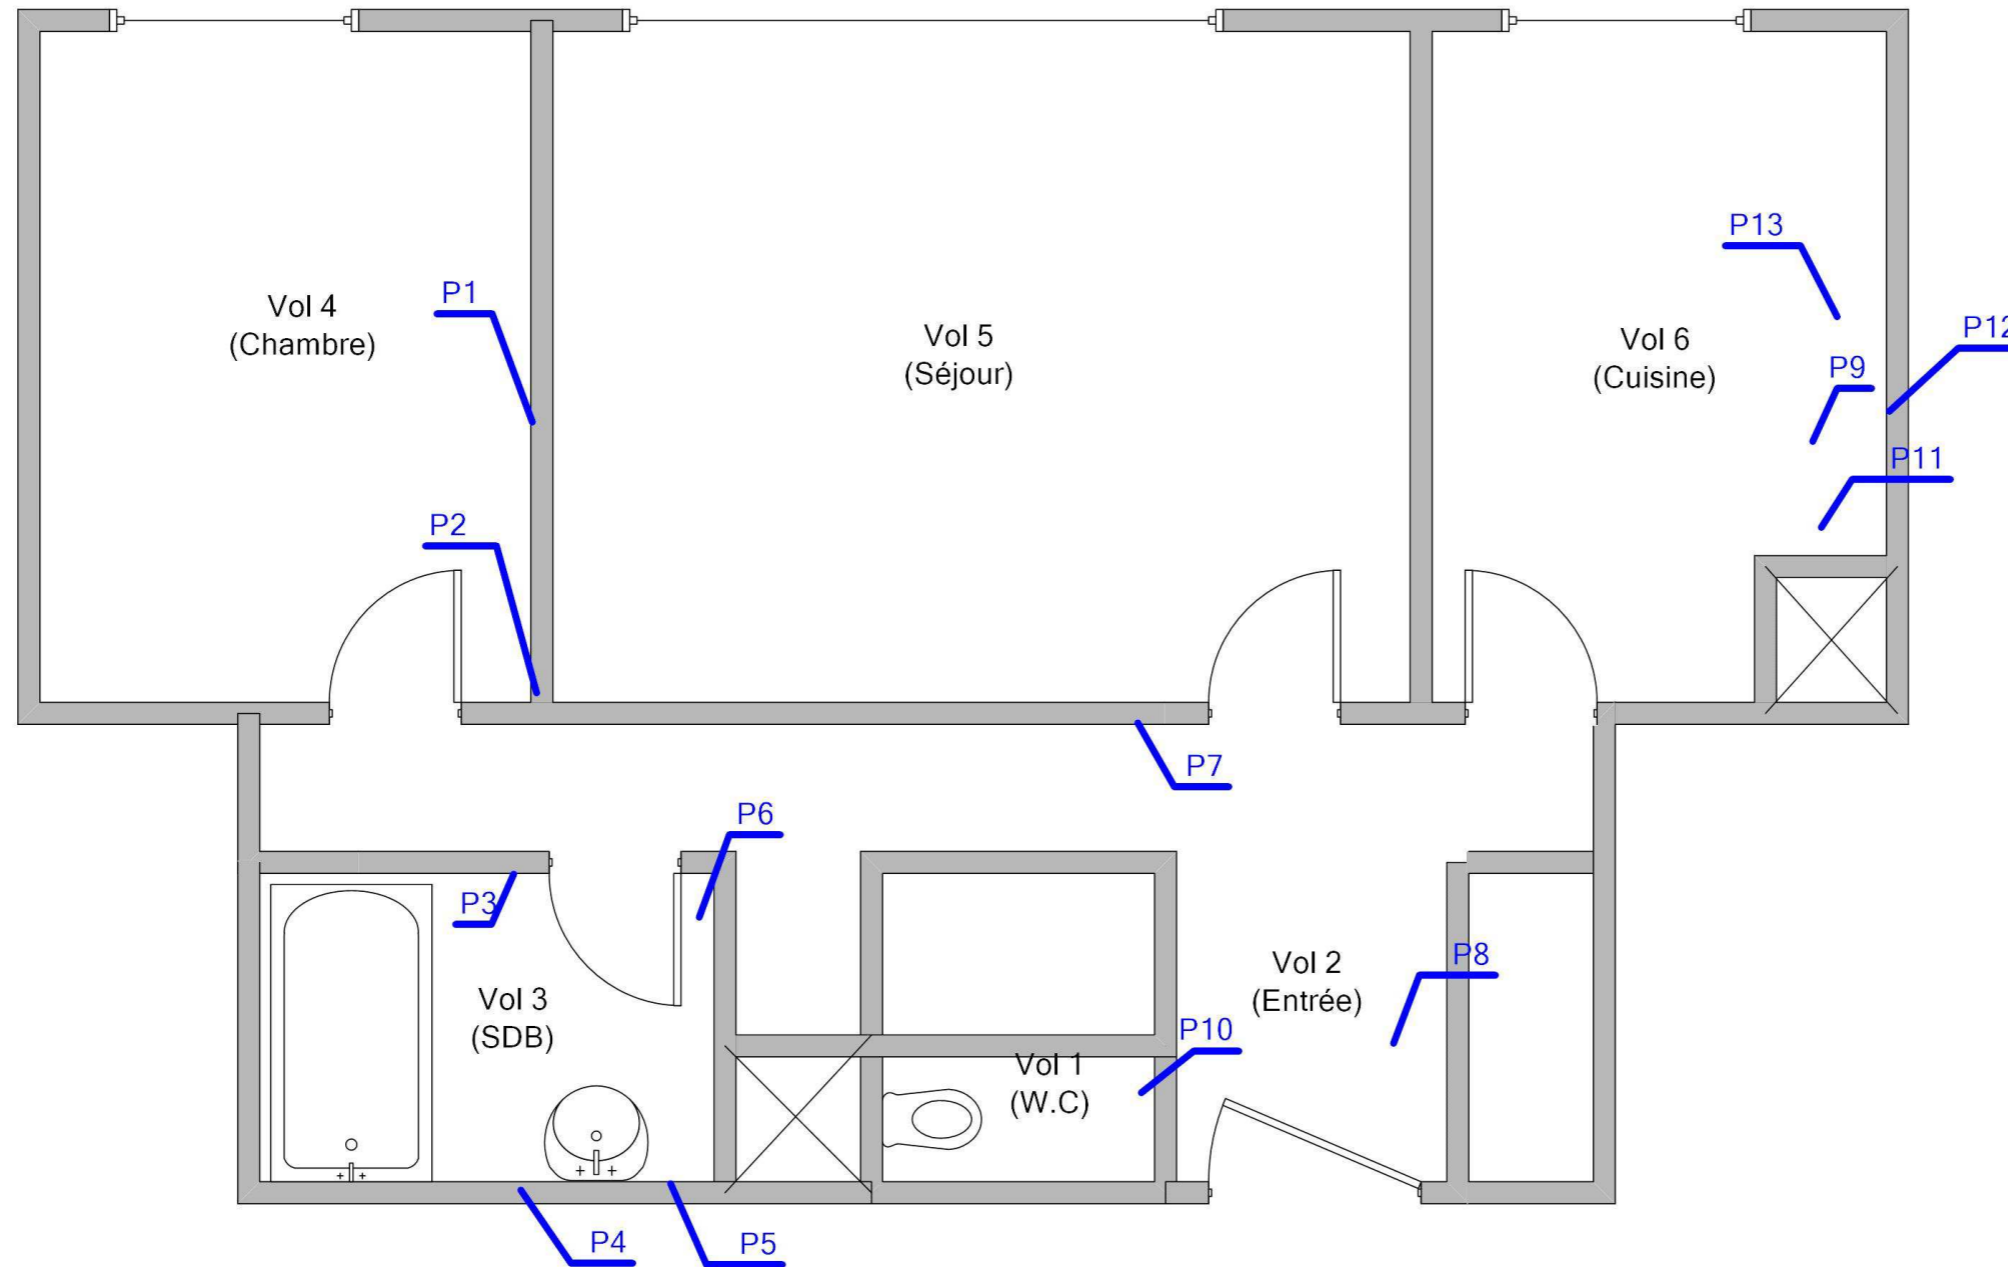 P13
P1
Vol 4
(Chambre)
Vol 5
(Séjour)
Vol 6
(Cuisine)
P12
P9
P11
P2
P7
P6
P3
Vol 3
(SDB)
Vol 2
(Entrée)
P8
P10
Vol 1
(W.C)
P4
P5